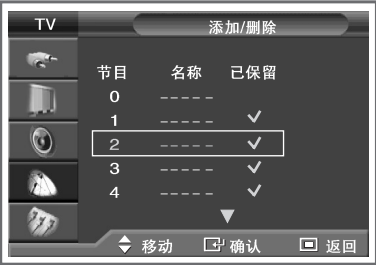 TV 添加/删除
节目 名称 已保留
0 -----
1 ----- ✓
2 ----- ✓
3 ----- ✓
4 ----- ✓
移动 确认 返回